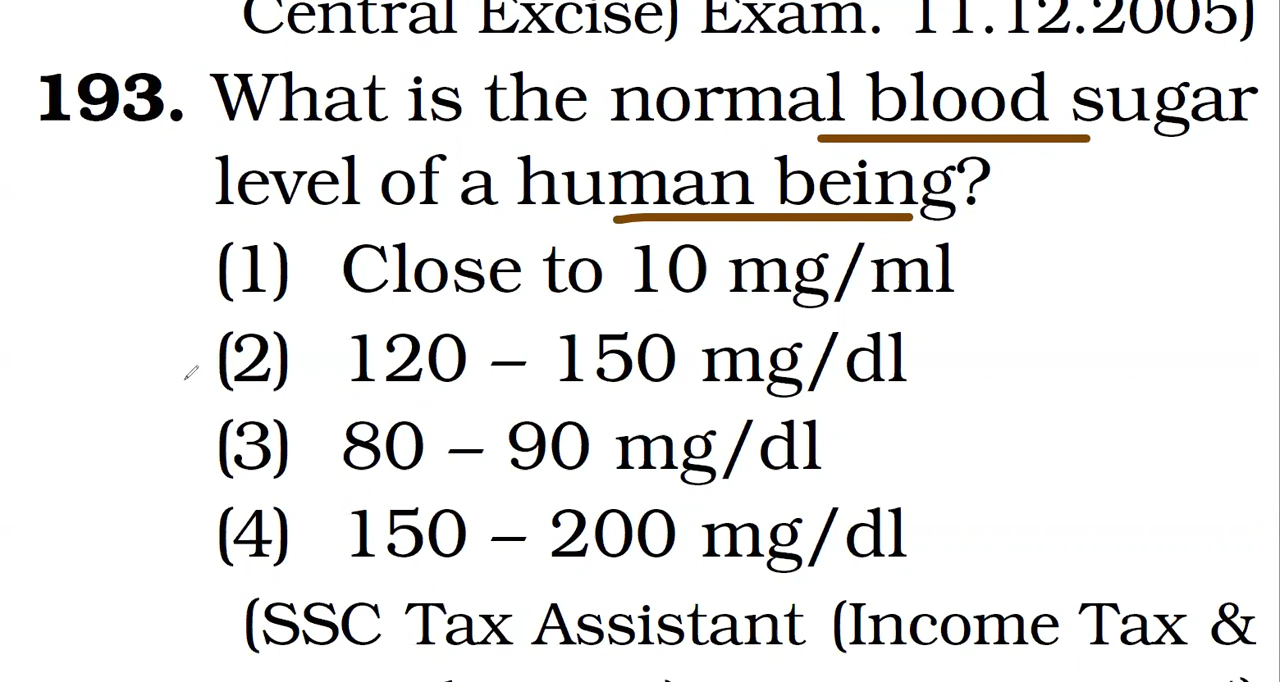 Central Excise) Exam. 11.12.2005)
193. What is the normal blood sugar
level of a human being?
(1) Close to 10 mg/ml
(2) 120 – 150 mg/dl
(3) 80 – 90 mg/dl
(4) 150 – 200 mg/dl
(SSC Tax Assistant (Income Tax &